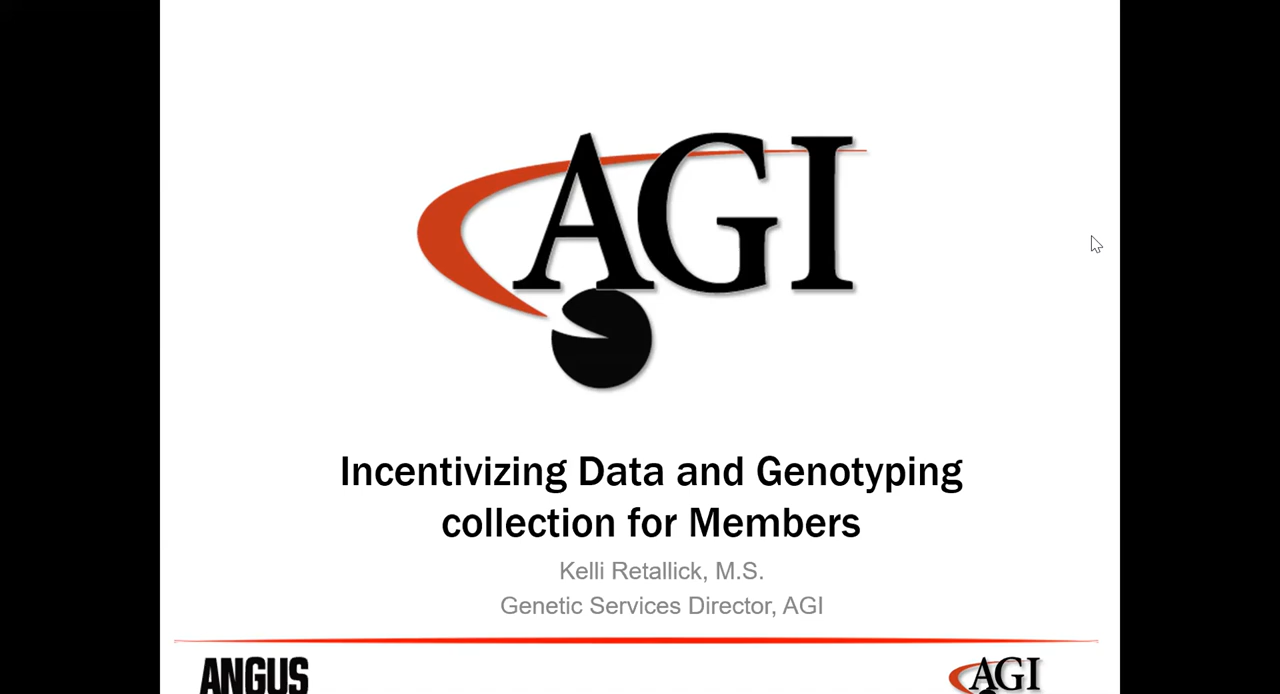 AGI
Incentivizing Data and Genotyping
collection for Members
Kelli Retallick, M.S.
Genetic Services Director, AGI
ANGUS
AGI